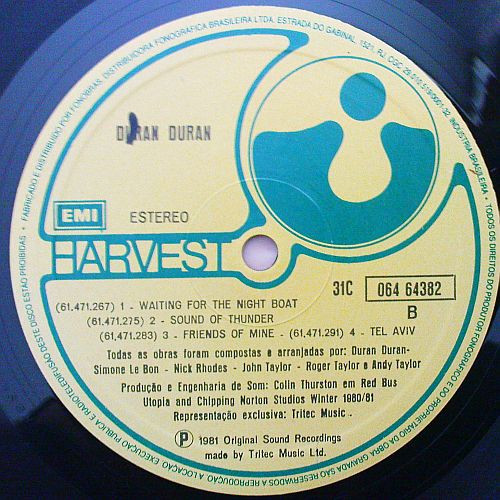 FABRICADO E DISTRIBUIDO POR FONOBRAS. DISTRIBUIDORA FONOGRÁFICA BRASILEIRA LTDA. ESTRADA DO GABINAL, 1521, RJ, CGC INDÚSTRIA BRASILEIRA
DURAN DURAN
EMI
ESTEREO
HARVEST
31C
064 64382
B
(61.471.267) 1 - WAITING FOR THE NIGHT BOAT
(61.471.275) 2 - SOUND OF THUNDER
(61.471.283) 3 - FRIENDS OF MINE - (61.471.291) 4 - TEL AVIV
Todas as obras foram compostas e arranjadas por: Duran Duran-
Simone Le Bon - Nick Rhodes - John Taylor - Roger Taylor e Andy Taylor
Produção e Engenharia de Som: Colin Thurston em Red Bus
Utopia and Chipping Norton Studios Winter 1980/81
Representação exclusiva: Tritec Music.
P 1981 Original Sound Recordings
made by Tritec Music Ltd.
TODOS OS DIREITOS DO PRODUTOR FONOGRÁFICO E DO PROPRIETÁRIO DA OBRA GRAVADA SÃO RESERVADOS A LOCAÇÃO, EXECUÇÃO PÚBLICA E RADIOTELEDIFUSÃO DESTE DISCO ESTÃO PROIBIDAS